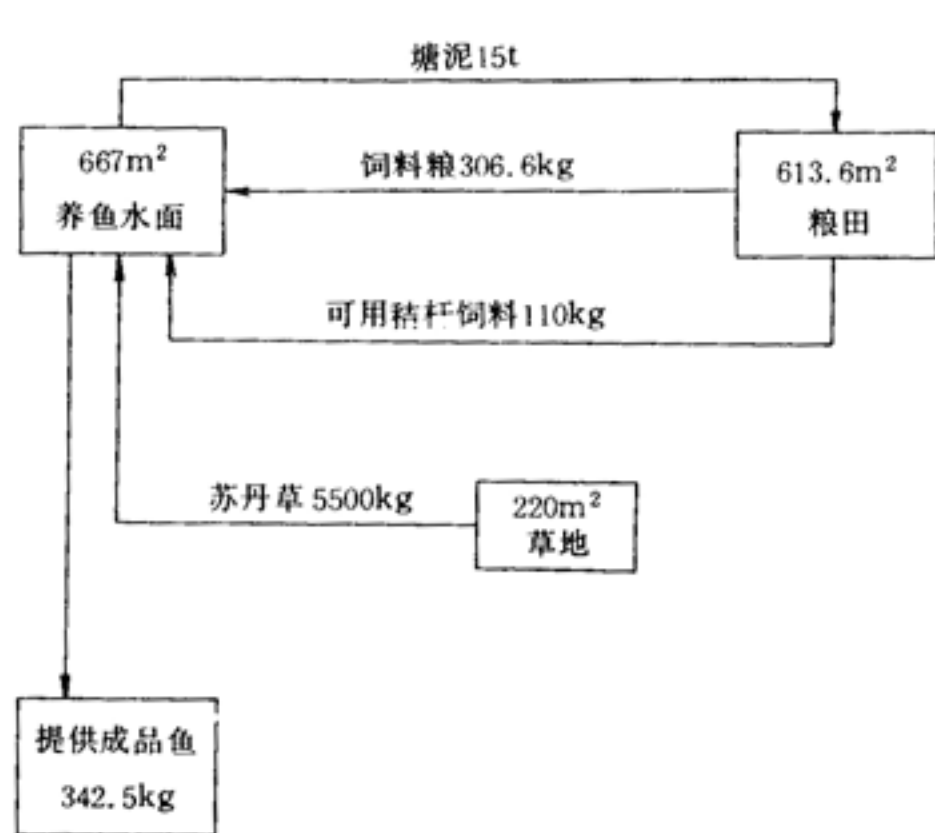 塘泥15t
667m²
养鱼水面
饲料粮306.6kg
613.6m²
粮田
可用秸杆饲料110kg
苏丹草5500kg
220m²
草地
提供成品鱼
342.5kg